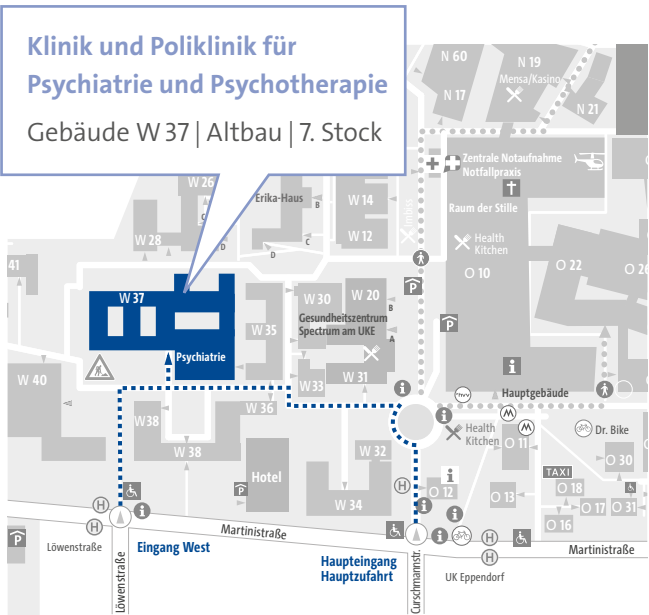 Klinik und Poliklinik für
Psychiatrie und Psychotherapie
Gebäude W 37 | Altbau | 7. Stock
N 60
N 19
Mensa/Kasino
N 17
N 21
Zentrale Notaufnahme
Notfallpraxis
W 26
Erika-Haus
B
W 14
Raum der Stille
C
C
W 12
W 28
D
D
Health
Kitchen
41
O 10
O 22
O 26
W 37
W 30
W 20
B
P
Gesundheitszentrum
Spectrum am UKE
A
P
W 35
Psychiatrie
W 31
i
W 40
W 33
i
Hauptgebäude
hvv
W 36
i
M
W 38
M
Health
Kitchen
O 11
Dr. Bike
W 38
W 32
O 30
Hotel
i
TAXI
P
H
O 12
O 18
W 34
O 13
O 17
O 31
H
i
i
O 16
H
Martinistraße
i
i
H
P
Löwenstraße
Eingang West
Haupteingang
Hauptzufahrt
H
Martinistraße
UK Eppendorf
Löwenstraße
Curschmannstr.